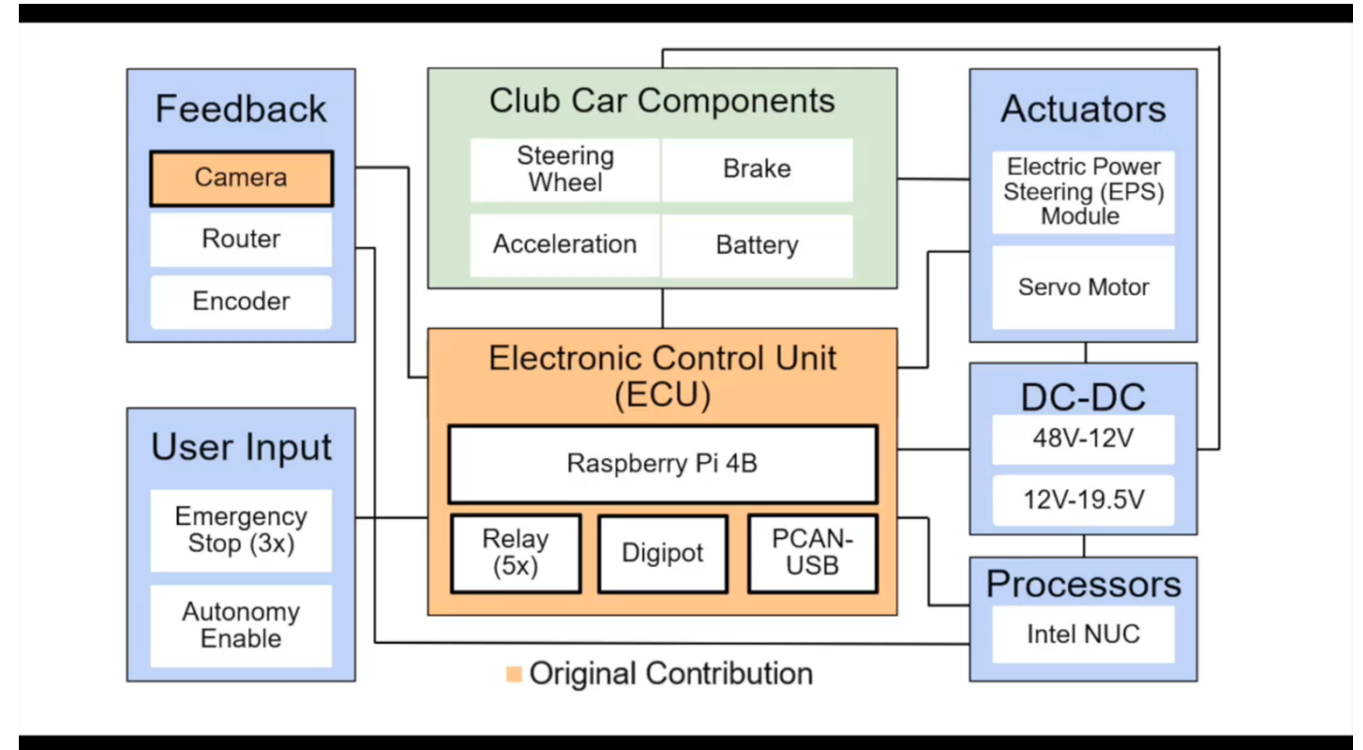 Feedback
Camera
Router
Encoder
User Input
Emergency
Stop (3x)
Autonomy
Enable
Club Car Components
Steering
Wheel
Brake
Acceleration
Battery
Electronic Control Unit
(ECU)
Raspberry Pi 4B
Relay
(5x)
Digipot
PCAN-
USB
Actuators
Electric Power
Steering (EPS)
Module
Servo Motor
DC-DC
48V-12V
12V-19.5V
Processors
Intel NUC
Original Contribution